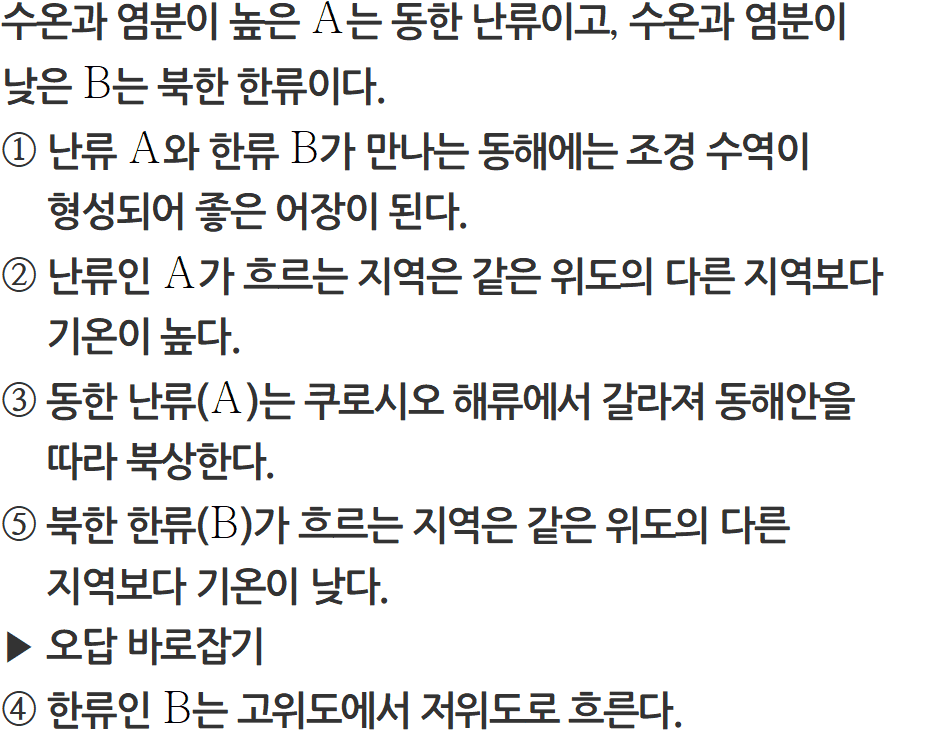 수온과 염분이 높은 A는 동한 난류이고, 수온과 염분이
낮은 B는 북한 한류이다.
① 난류 A와 한류 B가 만나는 동해에는 조경 수역이
형성되어 좋은 어장이 된다.
② 난류인 A가 흐르는 지역은 같은 위도의 다른 지역보다
기온이 높다.
③ 동한 난류(A)는 쿠로시오 해류에서 갈라져 동해안을
따라 북상한다.
⑤ 북한 한류(B)가 흐르는 지역은 같은 위도의 다른
지역보다 기온이 낮다.
▶ 오답 바로잡기
④ 한류인 B는 고위도에서 저위도로 흐른다.